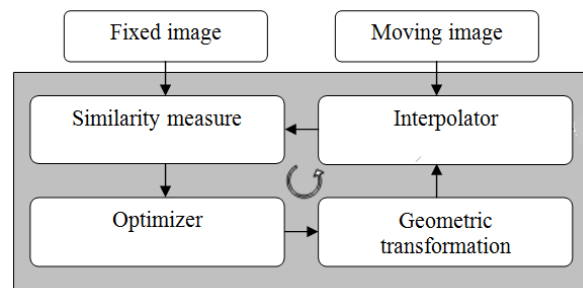 Fixed image
Moving image
Similarity measure
Interpolator
Optimizer
Geometric
transformation